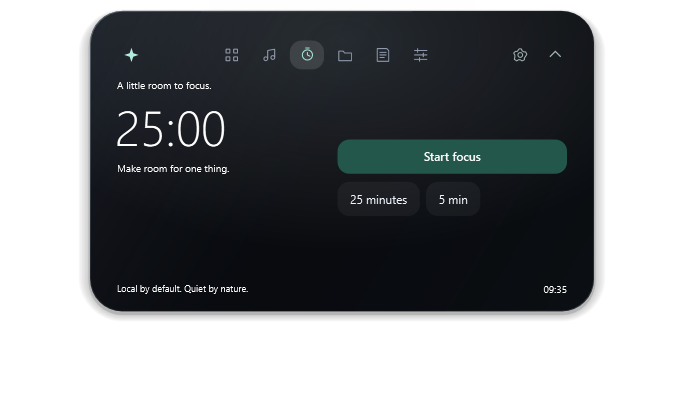 A little room to focus.
25:00
Make room for one thing.
Start focus
25 minutes
5 min
Local by default. Quiet by nature.
09:35